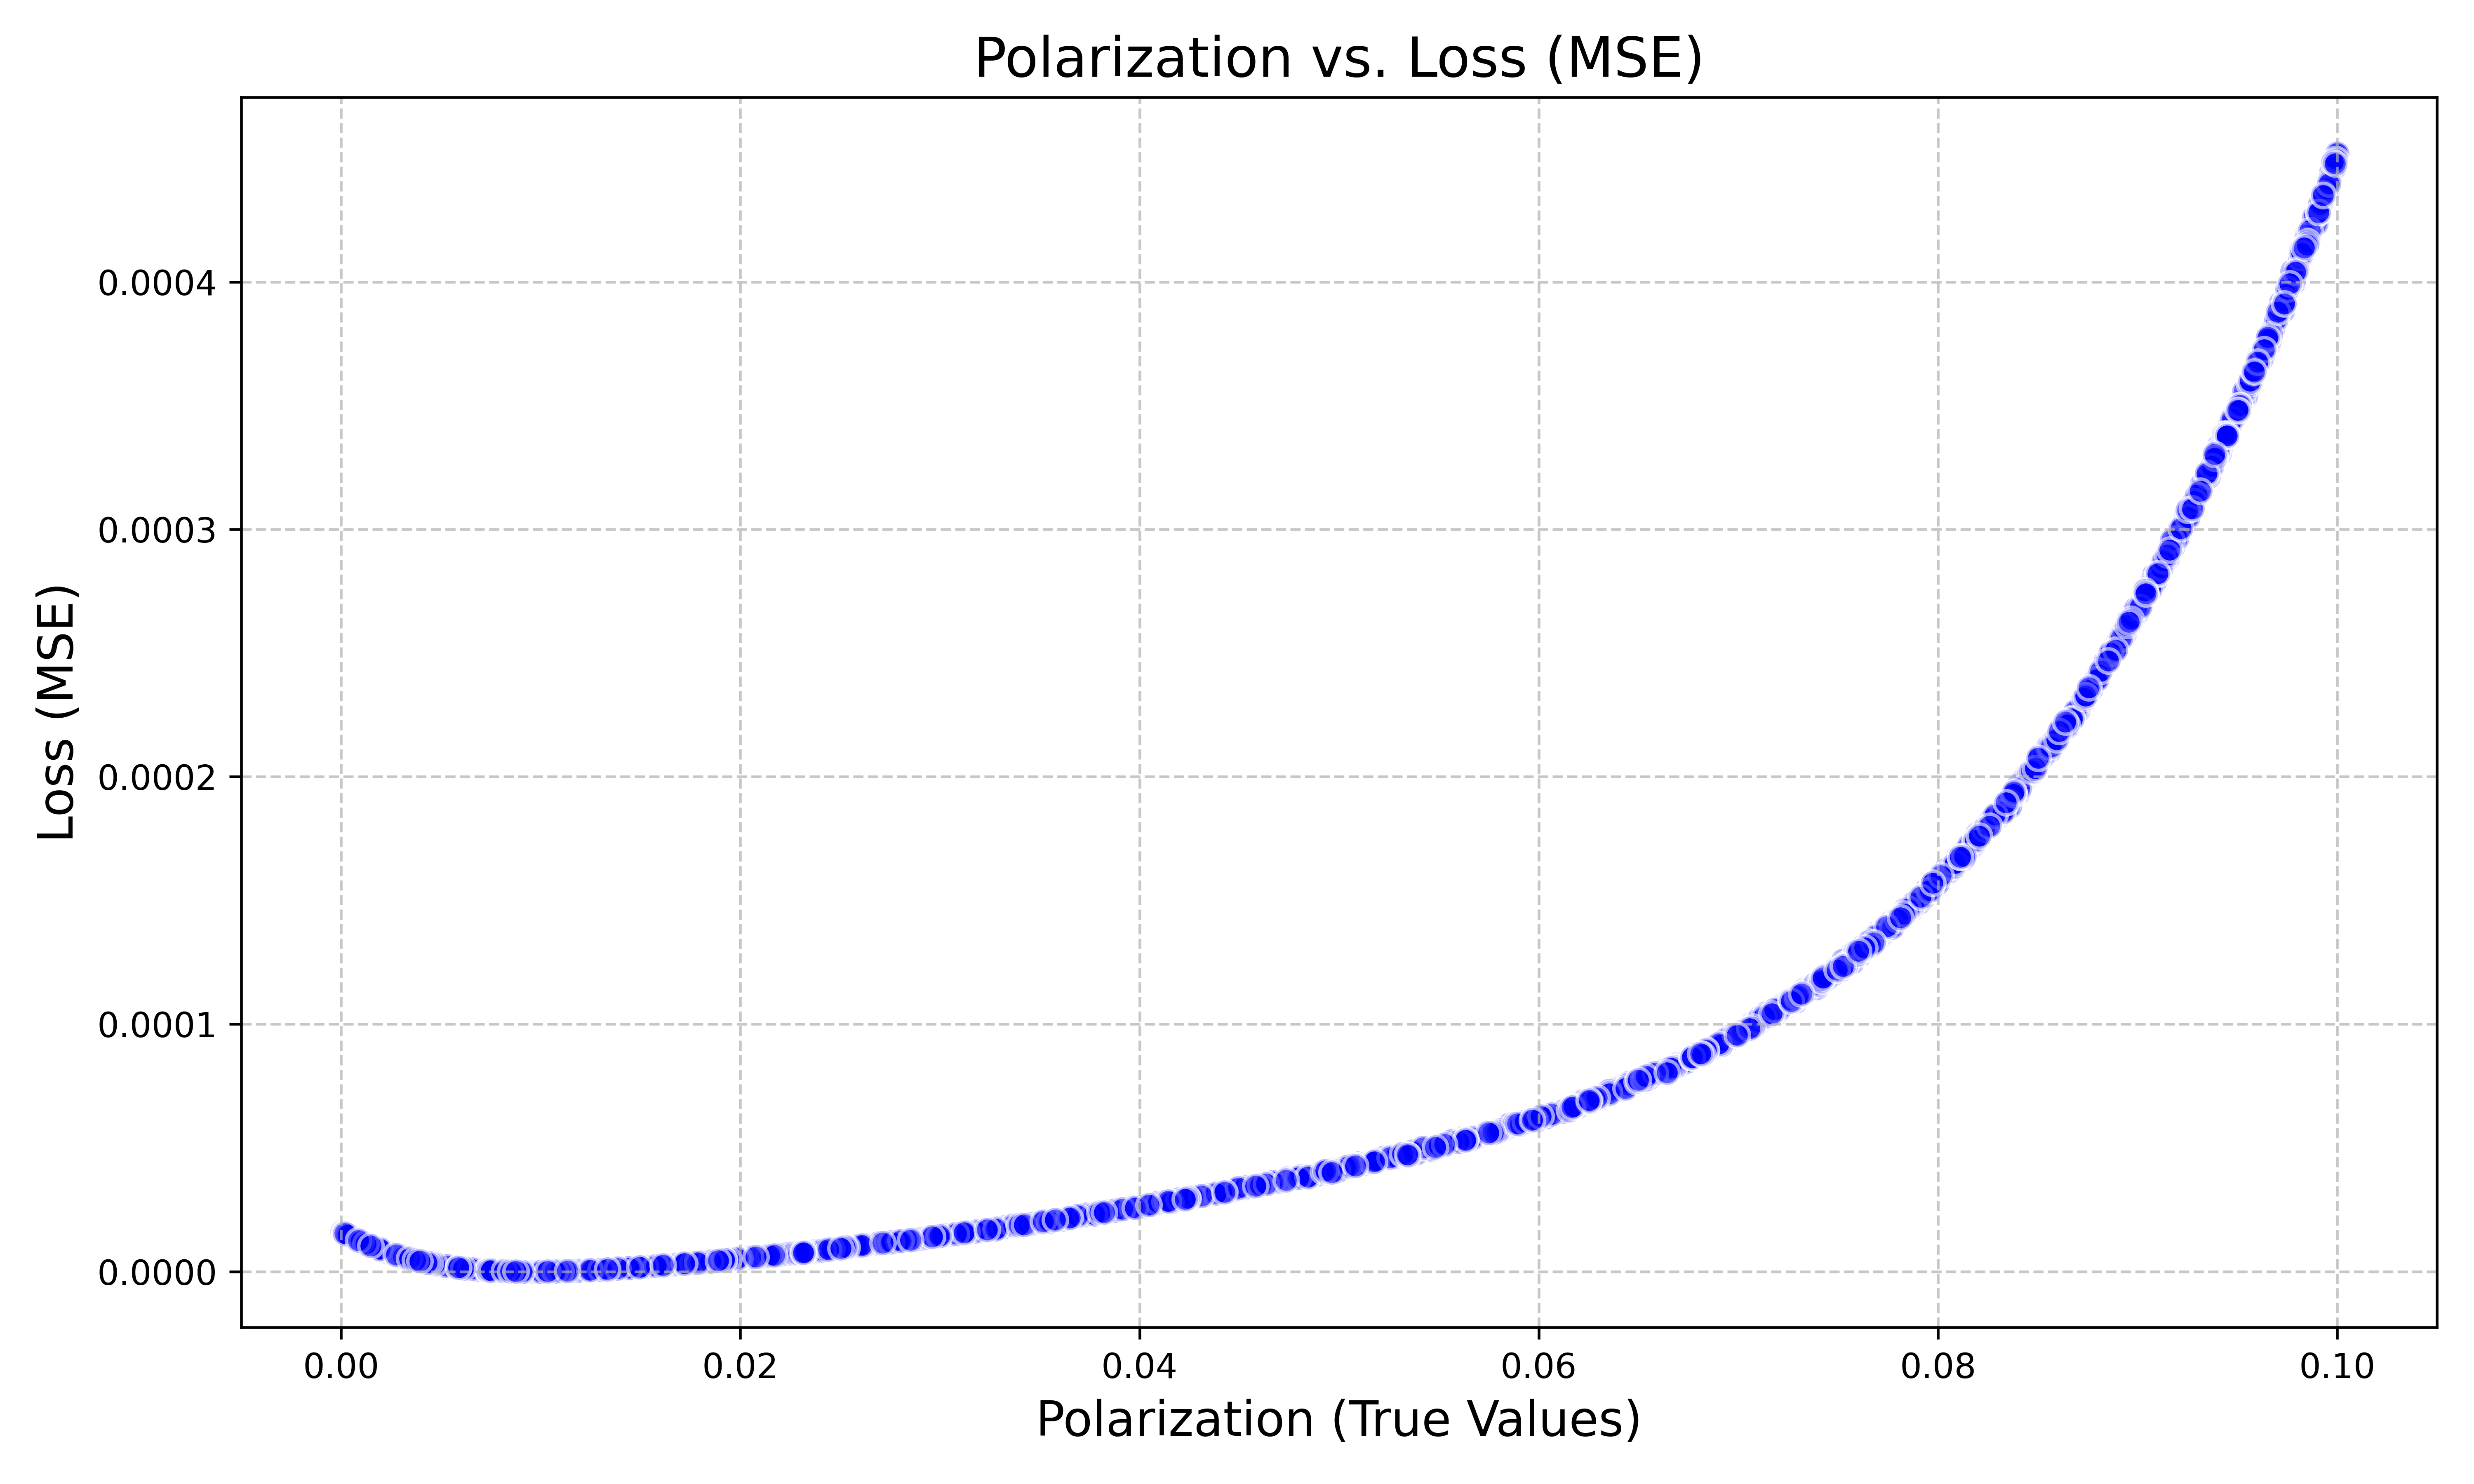 Polarization vs. Loss (MSE)
Loss (MSE)
0.0004
0.0003
0.0002
0.0001
0.0000
0.00 0.02 0.04 0.06 0.08 0.10
Polarization (True Values)